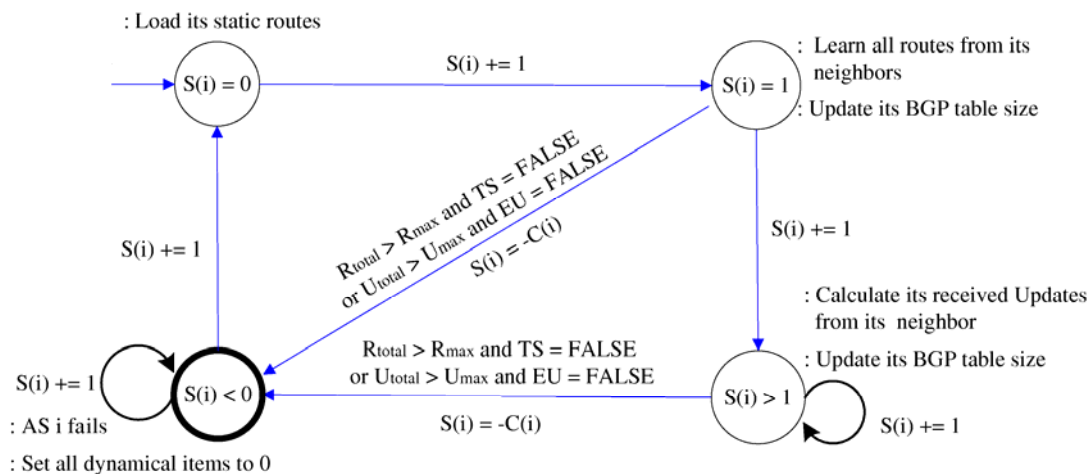 : Load its static routes
S(i) = 0
S(i) += 1
S(i) = 1
: Learn all routes from its
neighbors
: Update its BGP table size
Rtotal > Rmax and TS = FALSE
or Utotal > Umax and EU = FALSE
S(i) = -C(i)
S(i) += 1
S(i) += 1
: Calculate its received Updates
from its neighbor
: Update its BGP table size
Rtotal > Rmax and TS = FALSE
or Utotal > Umax and EU = FALSE
S(i) = -C(i)
S(i) += 1
S(i) < 0
S(i) > 1
S(i) += 1
: AS i fails
: Set all dynamical items to 0